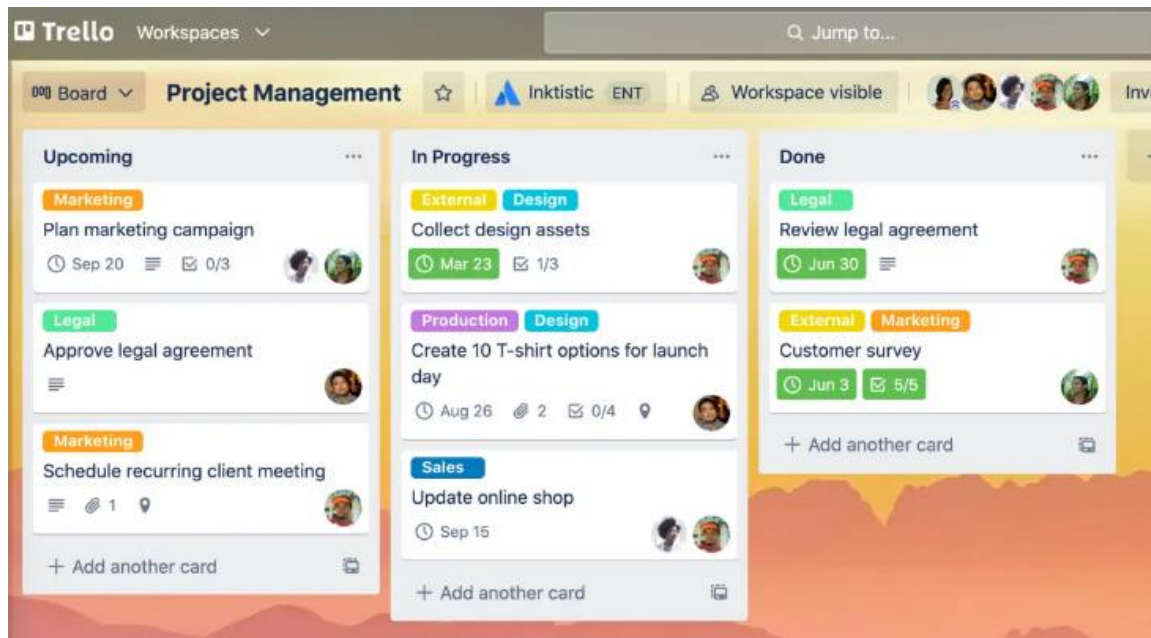 Trello Workspaces Jump to...
Board Project Management Inktistic ENT Workspace visible Inv
Upcoming
Marketing
Plan marketing campaign
Sep 20 0/3
Legal
Approve legal agreement
Marketing
Schedule recurring client meeting
1
+ Add another card
In Progress
External Design
Collect design assets
Mar 23 1/3
Production Design
Create 10 T-shirt options for launch
day
Aug 26 2 0/4
Sales
Update online shop
Sep 15
+ Add another card
Done
Legal
Review legal agreement
Jun 30
External Marketing
Customer survey
Jun 3 5/5
+ Add another card